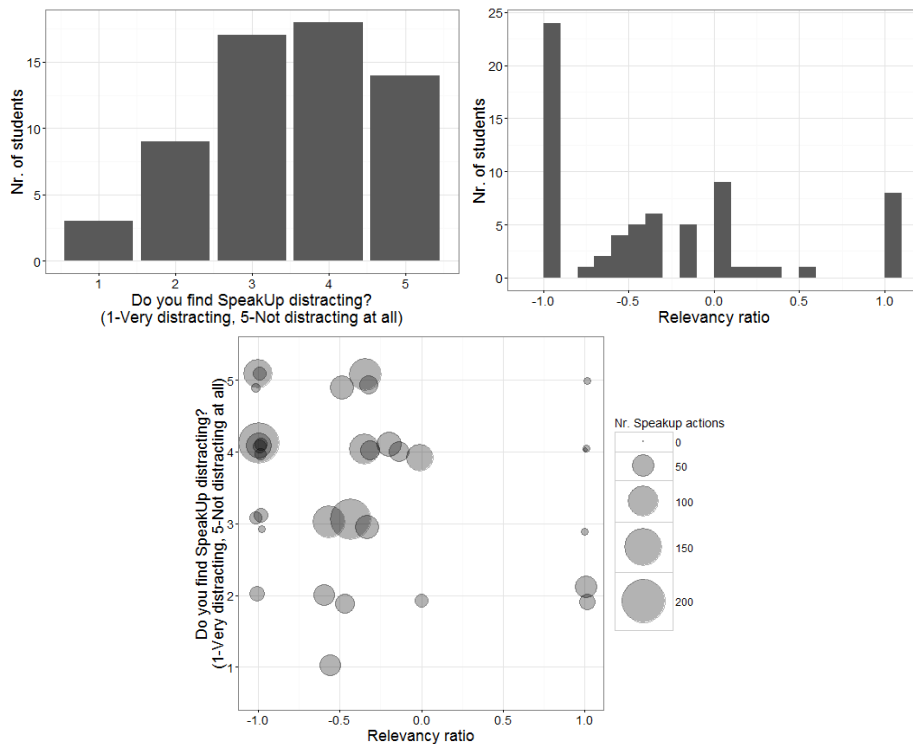 Nr. of students
15
10
5
0
1 2 3 4 5
Do you find SpeakUp distracting?
(1-Very distracting, 5-Not distracting at all)
Nr. of students
25
20
15
10
5
0
-1.0 -0.5 0.0 0.5 1.0
Relevancy ratio
Do you find SpeakUp distracting?
(1-Very distracting, 5-Not distracting at all)
5
4
3
2
1
-1.0 -0.5 0.0 0.5 1.0
Relevancy ratio
Nr. Speakup actions
0
50
100
150
200